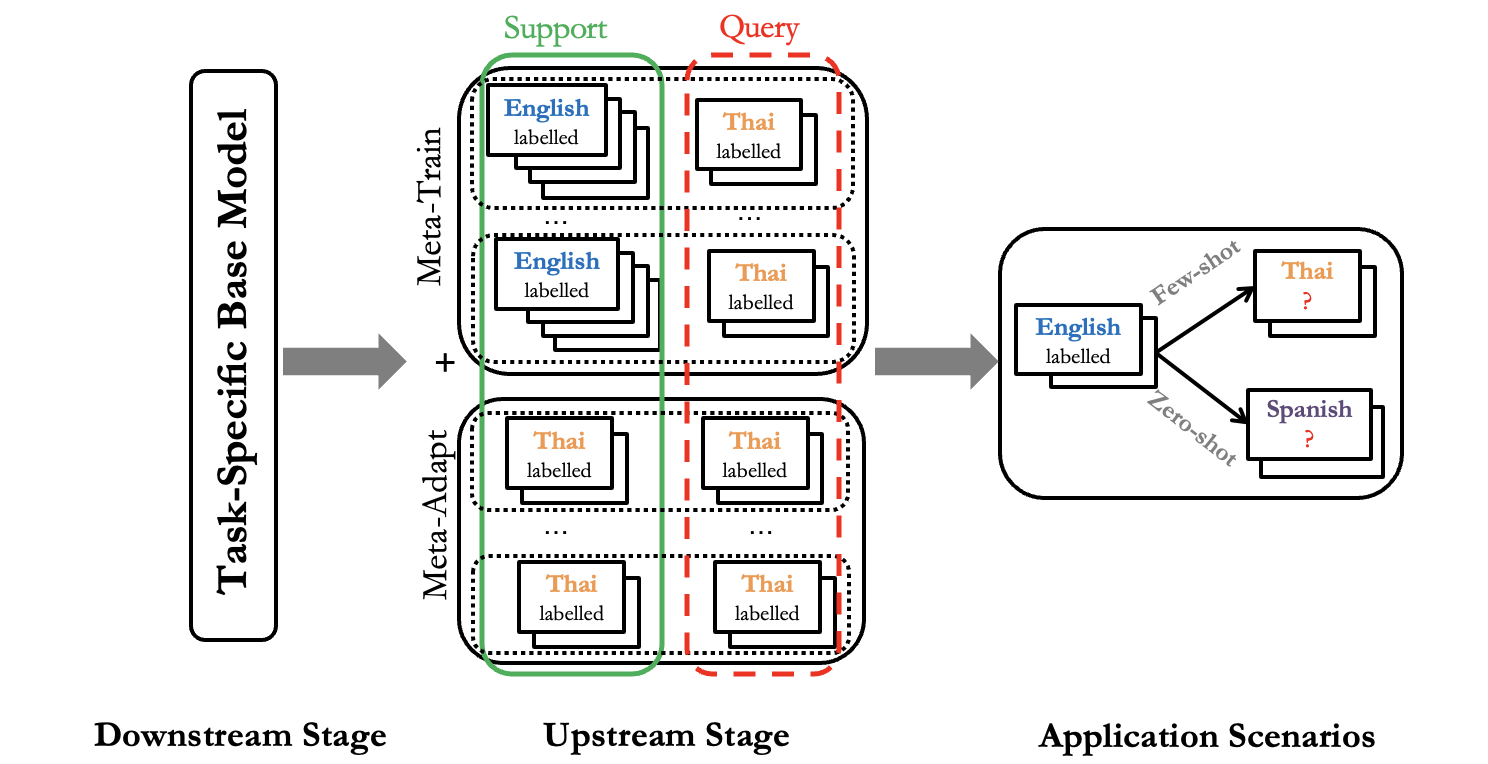 Support
Query
Task-Specific Base Model
Meta-Train
English
labelled
Thai
labelled
...
...
English
labelled
Thai
labelled
+
Meta-Adapt
Thai
labelled
Thai
labelled
...
...
Thai
labelled
Thai
labelled
English
labelled
Few-shot
Thai
?
Zero-shot
Spanish
?
Downstream Stage
Upstream Stage
Application Scenarios